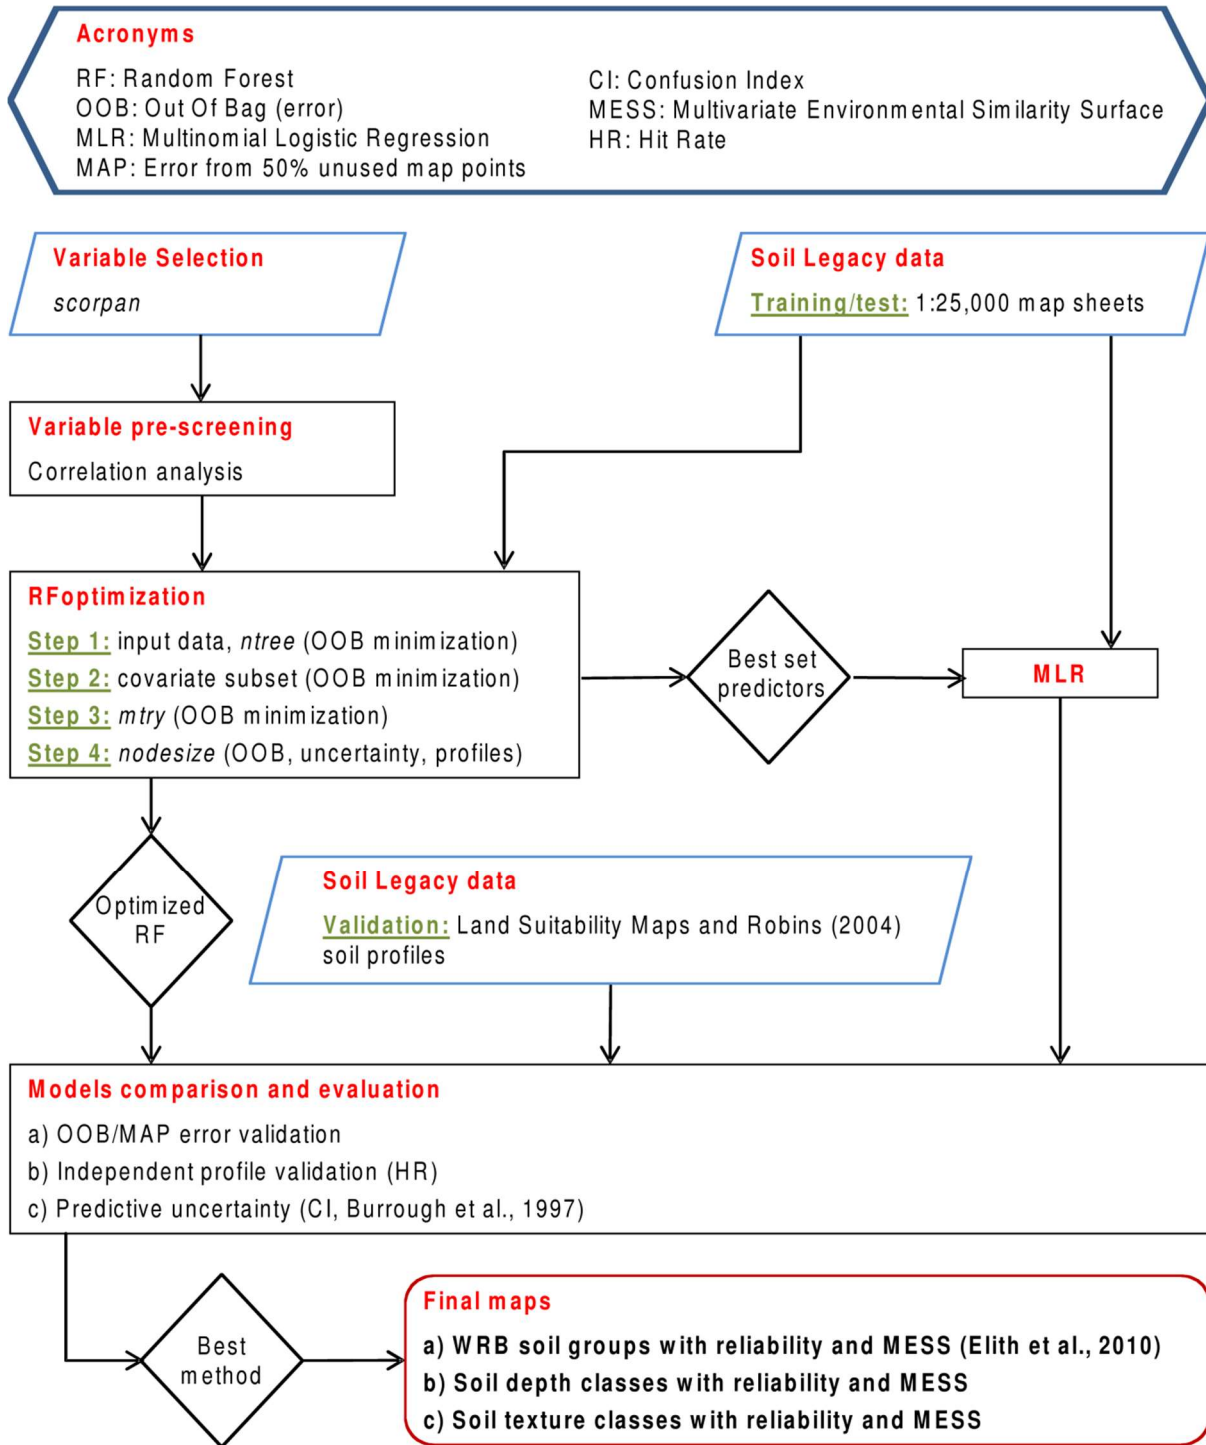 Acronyms
RF: Random Forest
OOB: Out Of Bag (error)
MLR: Multinomial Logistic Regression
MAP: Error from 50% unused map points
CI: Confusion Index
MESS: Multivariate Environmental Similarity Surface
HR: Hit Rate
Variable Selection
scorpan
Soil Legacy data
Training/test: 1:25,000 map sheets
Variable pre-screening
Correlation analysis
RFoptimization
Step 1: input data, ntree (OOB minimization)
Step 2: covariate subset (OOB minimization)
Step 3: mtry (OOB minimization)
Step 4: nodesize (OOB, uncertainty, profiles)
Best set
predictors
MLR
Optimized
RF
Soil Legacy data
Validation: Land Suitability Maps and Robins (2004)
soil profiles
Models comparison and evaluation
a) OOB/MAP error validation
b) Independent profile validation (HR)
c) Predictive uncertainty (CI, Burrough et al., 1997)
Best
method
Final maps
a) WRB soil groups with reliability and MESS (Elith et al., 2010)
b) Soil depth classes with reliability and MESS
c) Soil texture classes with reliability and MESS